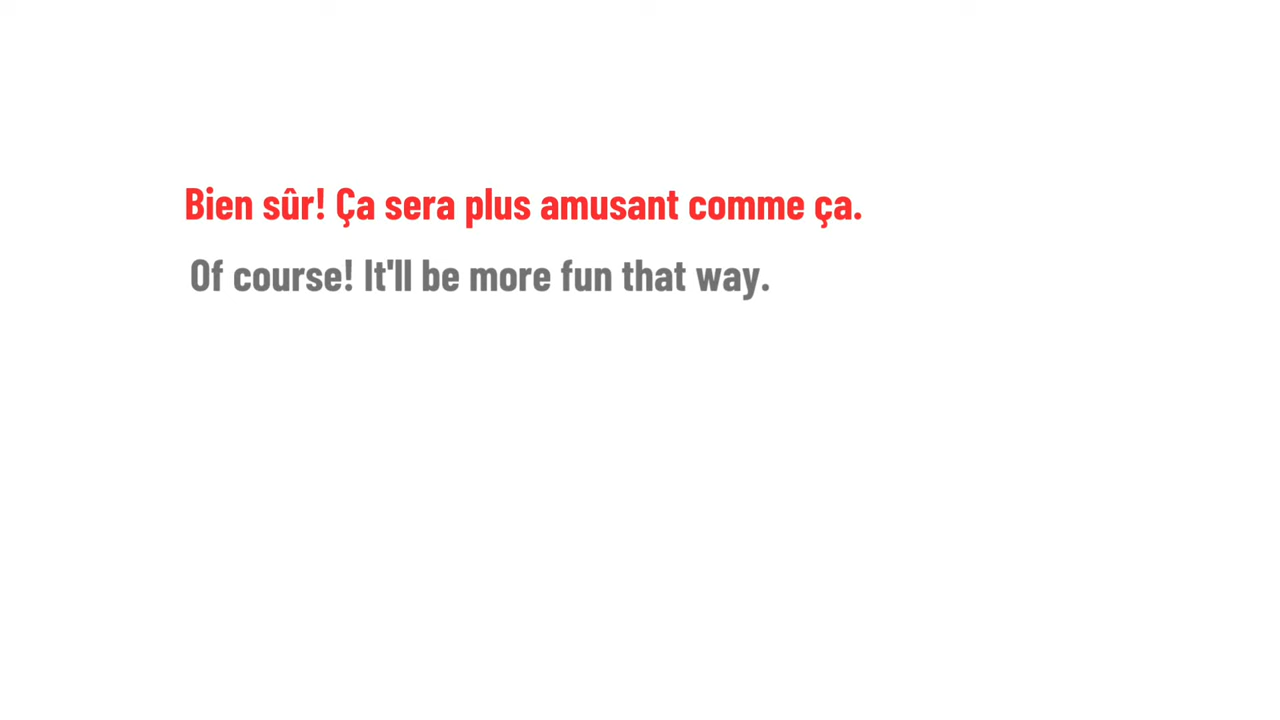 Bien sûr! Ça sera plus amusant comme ça.
Of course! It'll be more fun that way.